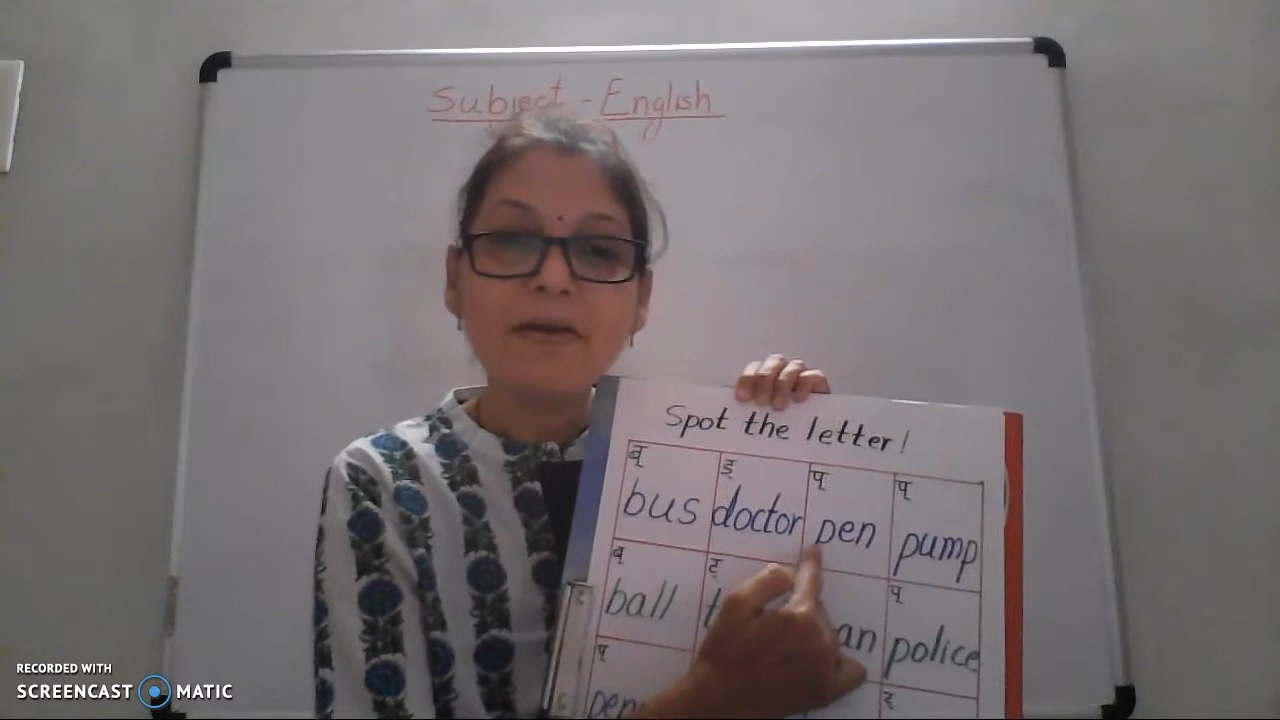 Subject - English
Spot the letter!
ब् ड् प् प्
bus doctor pen pump
ब् ट् प्
ball police
प् ड्
RECORDED WITH
SCREENCAST MATIC